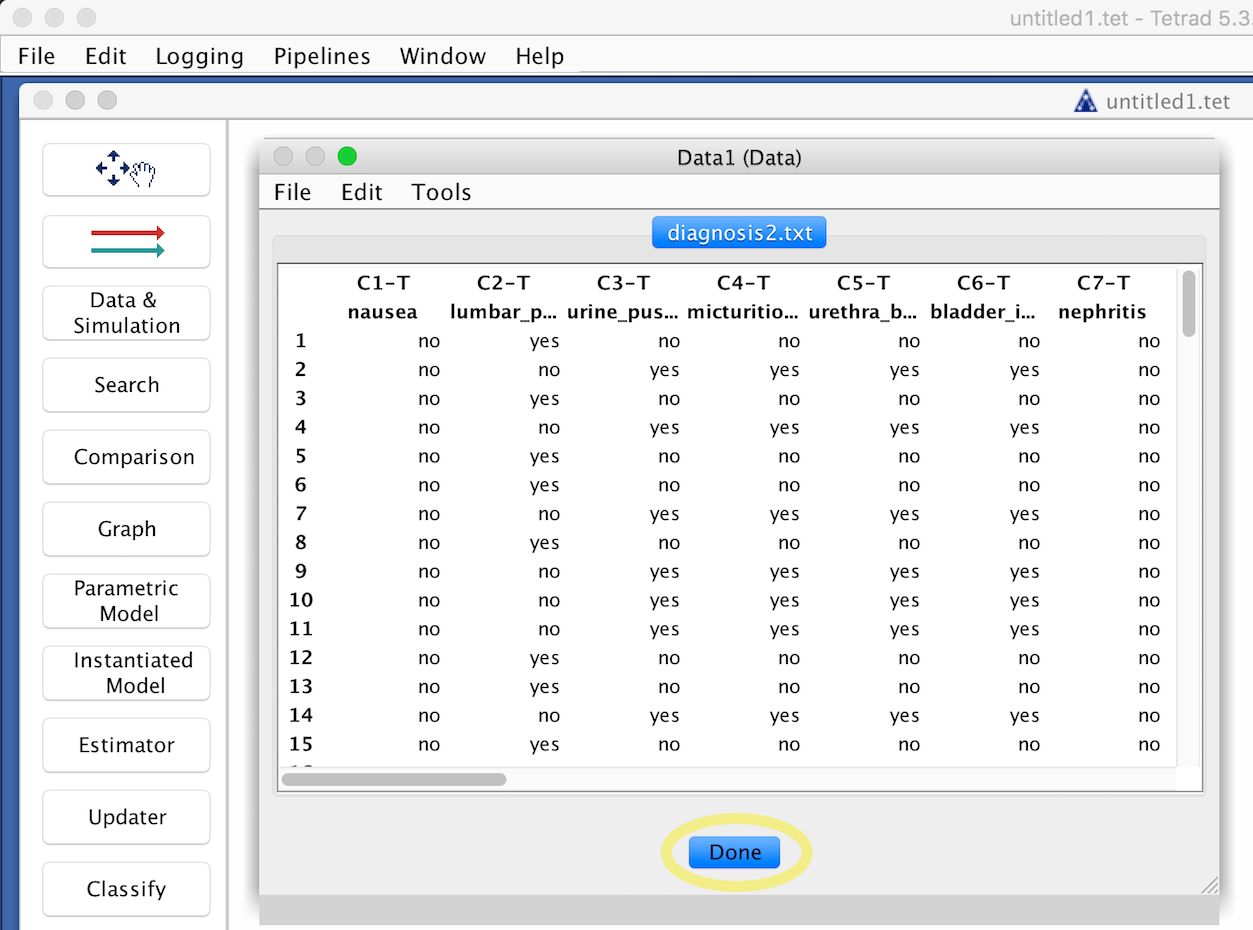 untitled1.tet - Tetrad 5.3.
File Edit Logging Pipelines Window Help
untitled1.tet
Data & Simulation
Search
Comparison
Graph
Parametric Model
Instantiated Model
Estimator
Updater
Classify
Data1 (Data)
File Edit Tools
diagnosis2.txt
C1-T C2-T C3-T C4-T C5-T C6-T C7-T
nausea lumbar_p... urine_pus... micturitio... urethra_b... bladder_i... nephritis
1 no yes no no no no no
2 no no yes yes yes yes no
3 no yes no no no no no
4 no no yes yes yes yes no
5 no yes no no no no no
6 no yes no no no no no
7 no no yes yes yes yes no
8 no yes no no no no no
9 no no yes yes yes yes no
10 no no yes yes yes yes no
11 no no yes yes yes yes no
12 no yes no no no no no
13 no yes no no no no no
14 no no yes yes yes yes no
15 no yes no no no no no
Done